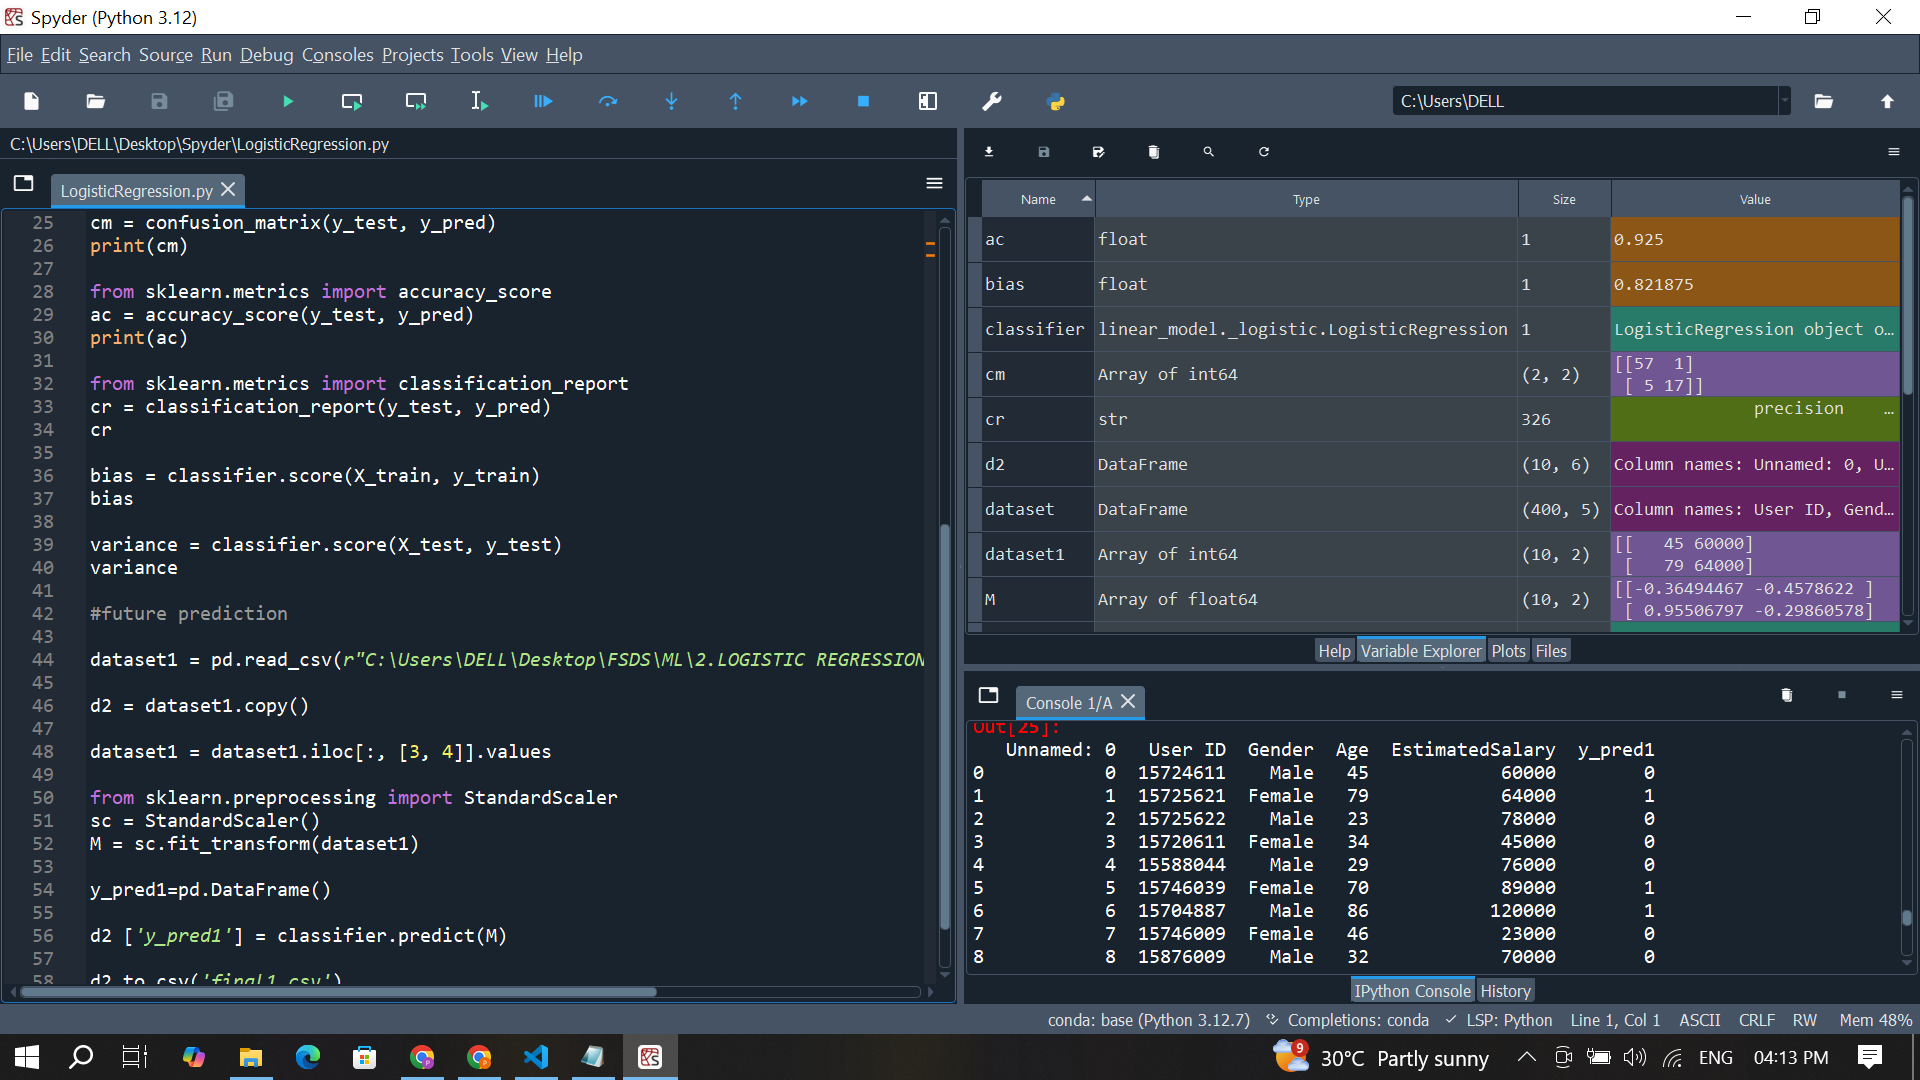 Spyder (Python 3.12)
File Edit Search Source Run Debug Consoles Projects Tools View Help
C:\Users\DELL
C:\Users\DELL\Desktop\Spyder\LogisticRegression.py
LogisticRegression.py
25 cm = confusion_matrix(y_test, y_pred)
26 print(cm)
27
28 from sklearn.metrics import accuracy_score
29 ac = accuracy_score(y_test, y_pred)
30 print(ac)
31
32 from sklearn.metrics import classification_report
33 cr = classification_report(y_test, y_pred)
34 cr
35
36 bias = classifier.score(X_train, y_train)
37 bias
38
39 variance = classifier.score(X_test, y_test)
40 variance
41
42 #future prediction
43
44 dataset1 = pd.read_csv(r"C:\Users\DELL\Desktop\FSDS\ML\2.LOGISTIC REGRESSION
45
46 d2 = dataset1.copy()
47
48 dataset1 = dataset1.iloc[:, [3, 4]].values
49
50 from sklearn.preprocessing import StandardScaler
51 sc = StandardScaler()
52 M = sc.fit_transform(dataset1)
53
54 y_pred1=pd.DataFrame()
55
56 d2 ['y_pred1'] = classifier.predict(M)
57
58 d2.to_csv('final1.csv')
Name Type Size Value
ac float 1 0.925
bias float 1 0.821875
classifier linear_model._logistic.LogisticRegression 1 LogisticRegression object o...
cm Array of int64 (2, 2) [[57  1]
[ 5 17]]
cr str 326 precision ...
d2 DataFrame (10, 6) Column names: Unnamed: 0, U...
dataset DataFrame (400, 5) Column names: User ID, Gend...
dataset1 Array of int64 (10, 2) [[   45 60000]
[   79 64000]
M Array of float64 (10, 2) [[-0.36494467 -0.4578622 ]
[ 0.95506797 -0.29860578]
Help Variable Explorer Plots Files
Console 1/A
Out[25]:
Unnamed: 0 User ID Gender Age EstimatedSalary y_pred1
0 0 15724611 Male 45 60000 0
1 1 15725621 Female 79 64000 1
2 2 15725622 Male 23 78000 0
3 3 15720611 Female 34 45000 0
4 4 15588044 Male 29 76000 0
5 5 15746039 Female 70 89000 1
6 6 15704887 Male 86 120000 1
7 7 15746009 Female 46 23000 0
8 8 15876009 Male 32 70000 0
IPython Console History
conda: base (Python 3.12.7) Completions: conda LSP: Python Line 1, Col 1 ASCII CRLF RW Mem 48%
9 30°C Partly sunny ENG 04:13 PM